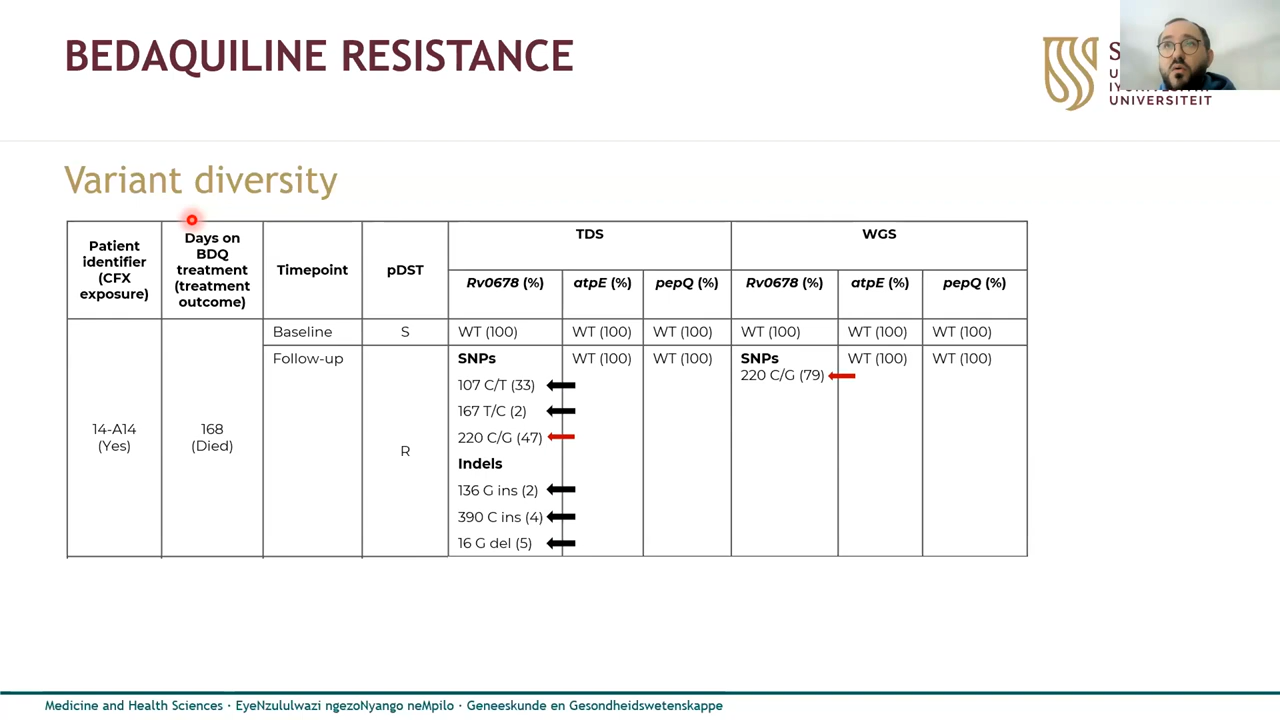 BEDAQUILINE RESISTANCE
S
U
UNIVERSITEIT
Variant diversity
Patient identifier (CFX exposure)
Days on BDQ treatment (treatment outcome)
Timepoint
pDST
TDS
WGS
Rv0678 (%)
atpE (%)
pepQ (%)
Rv0678 (%)
atpE (%)
pepQ (%)
14-A14 (Yes)
168 (Died)
Baseline
S
WT (100)
WT (100)
WT (100)
WT (100)
WT (100)
WT (100)
Follow-up
R
SNPs
107 C/T (33)
167 T/C (2)
220 C/G (47)
Indels
136 G ins (2)
390 C ins (4)
16 G del (5)
WT (100)
WT (100)
SNPs
220 C/G (79)
WT (100)
WT (100)
Medicine and Health Sciences · EyeNzululwazi ngezoNyango neMpilo · Geneeskunde en Gesondheidswetenskappe